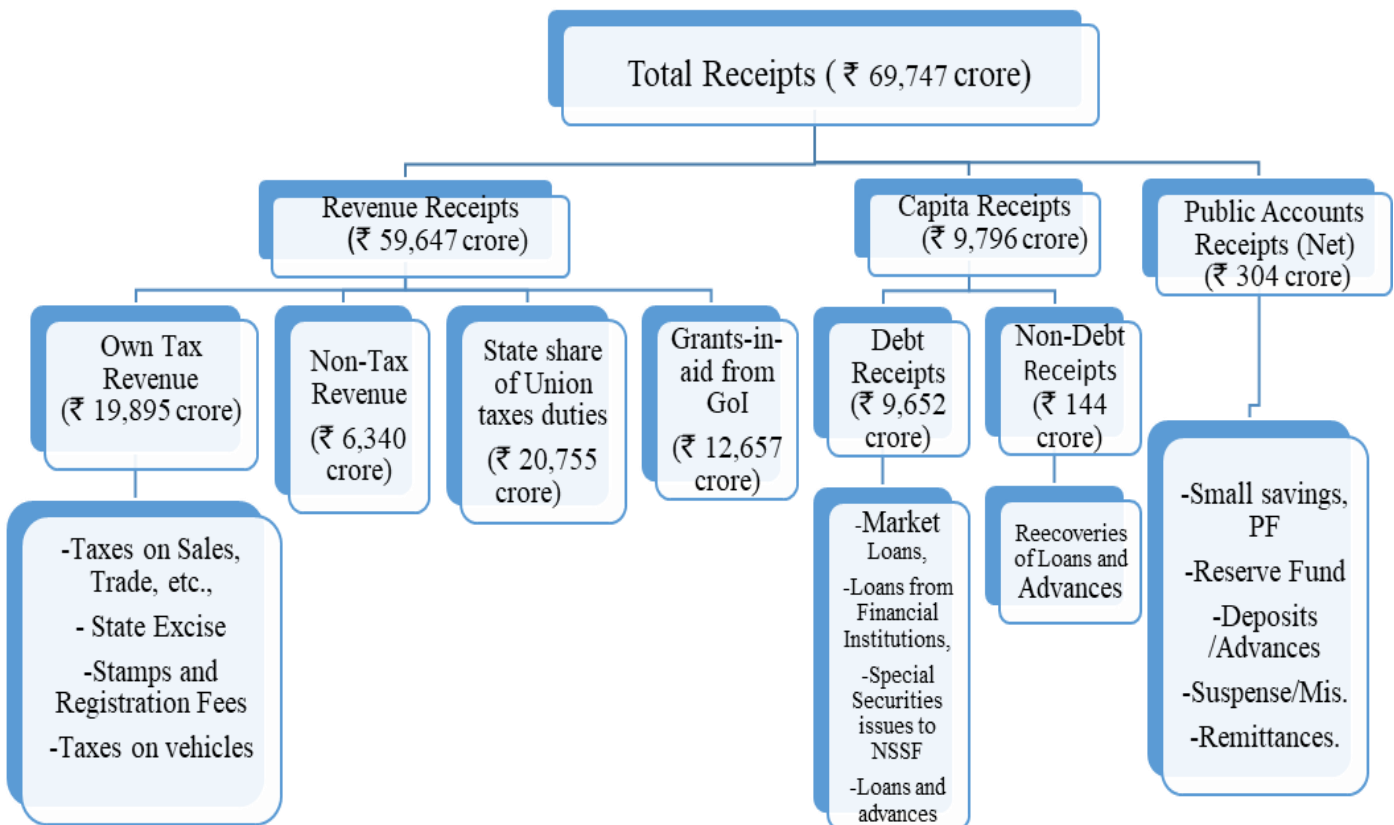 Total Receipts ( ₹ 69,747 crore)
Revenue Receipts
(₹ 59,647 crore)
Capita Receipts
(₹ 9,796 crore)
Public Accounts
Receipts (Net)
(₹ 304 crore)
Own Tax
Revenue
(₹ 19,895 crore)
Non-Tax
Revenue
(₹ 6,340
crore)
State share
of Union
taxes duties
(₹ 20,755
crore)
Grants-in-
aid from
GoI
(₹ 12,657
crore)
Debt
Receipts
(₹ 9,652
crore)
Non-Debt
Receipts
(₹ 144
crore)
-Taxes on Sales,
Trade, etc.,
- State Excise
-Stamps and
Registration Fees
-Taxes on vehicles
-Market
Loans,
-Loans from
Financial
Institutions,
-Special
Securities
issues to
NSSF
-Loans and
advances
Reecoveries
of Loans and
Advances
-Small savings,
PF
-Reserve Fund
-Deposits
/Advances
-Suspense/Mis.
-Remittances.